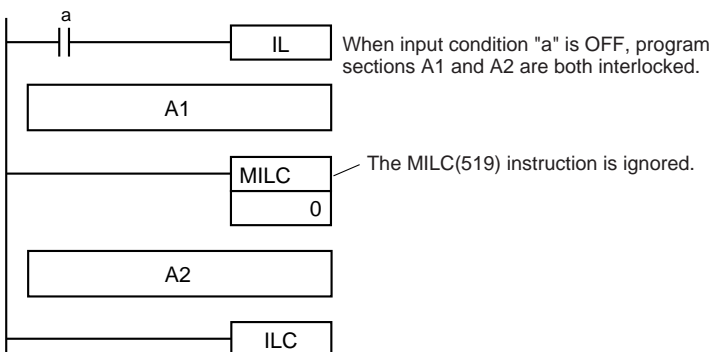 a
IL
When input condition "a" is OFF, program
sections A1 and A2 are both interlocked.
A1
MILC
The MILC(519) instruction is ignored.
0
A2
ILC